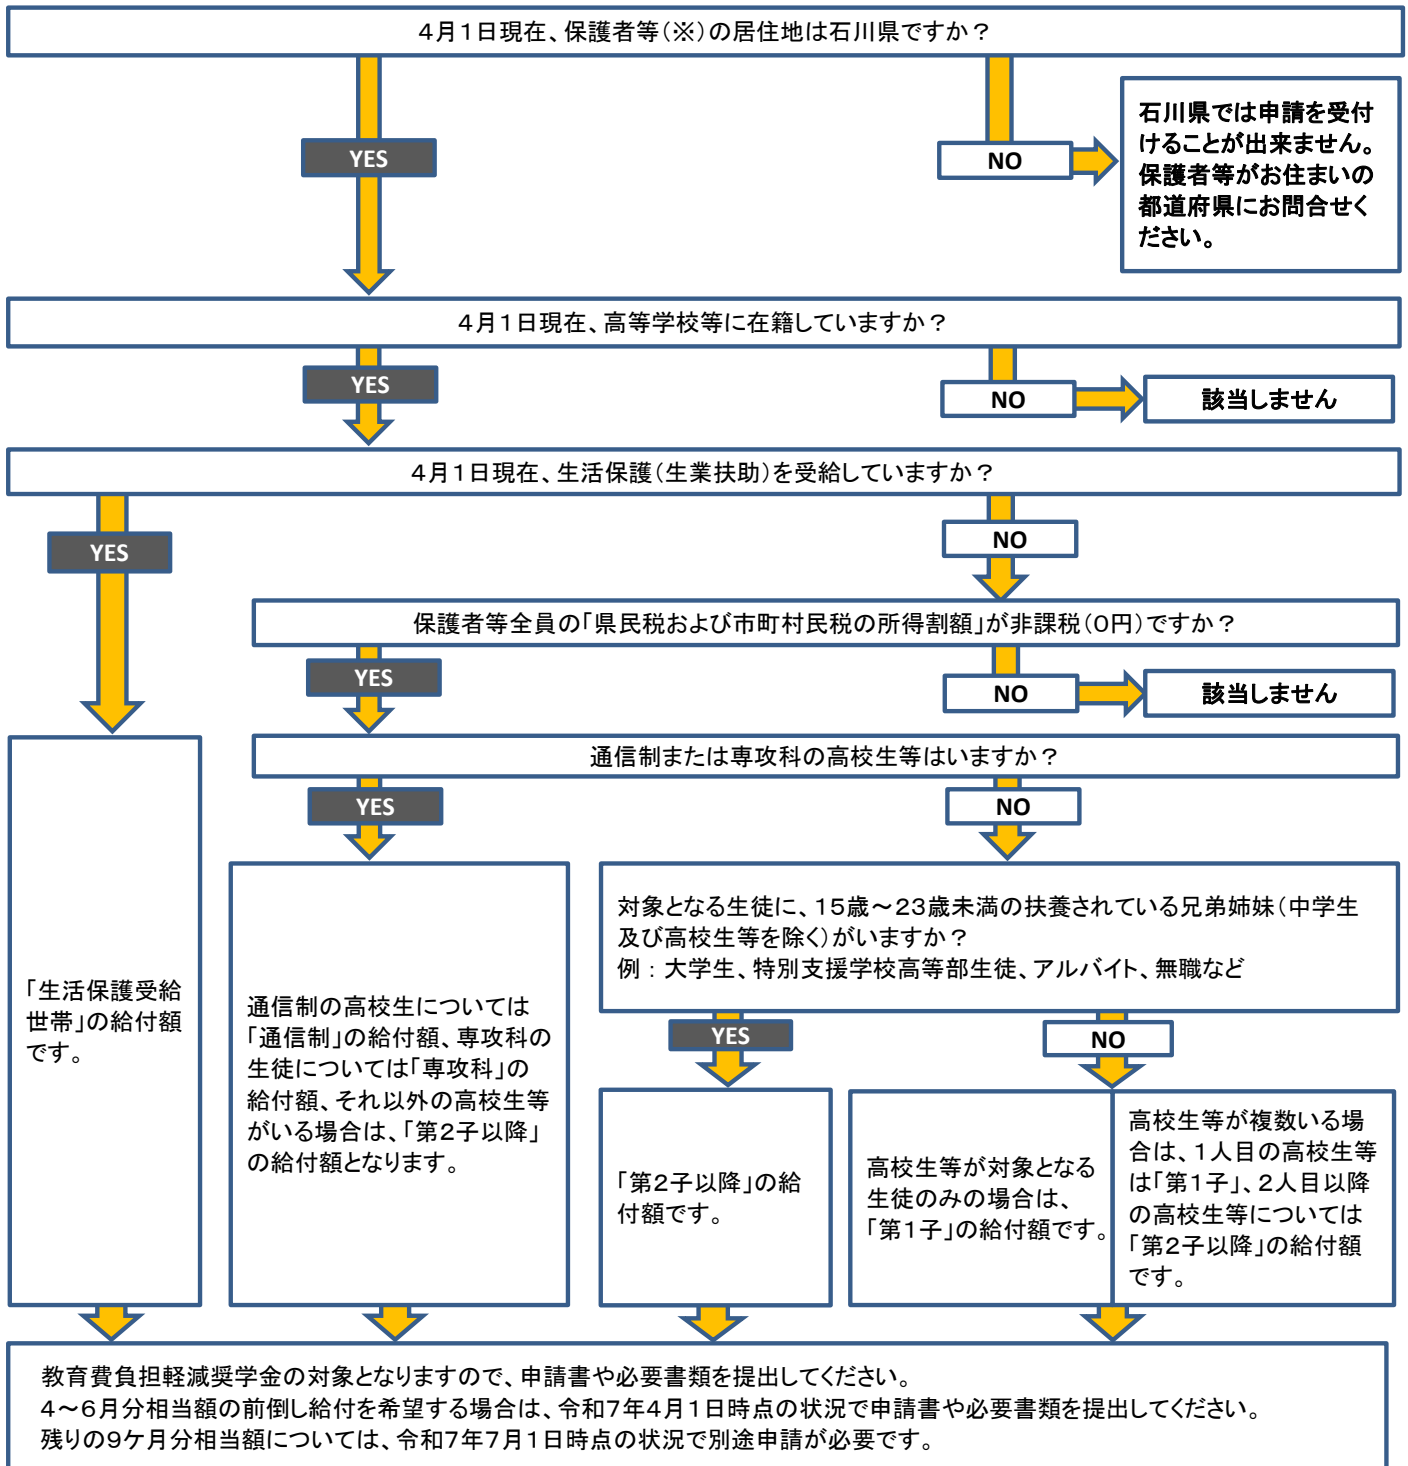 4月1日現在、保護者等(※)の居住地は石川県ですか?
YES
NO
石川県では申請を受付
けることが出来ません。
保護者等がお住まいの
都道府県にお問合せく
ださい。
4月1日現在、高等学校等に在籍していますか?
YES
NO
該当しません
4月1日現在、生活保護(生業扶助)を受給していますか?
YES
NO
保護者等全員の「県民税および市町村民税の所得割額」が非課税(0円)ですか?
YES
NO
該当しません
通信制または専攻科の高校生等はいますか?
YES
NO
「生活保護受給
世帯」の給付額
です。
通信制の高校生については
「通信制」の給付額、専攻科の
生徒については「専攻科」の
給付額、それ以外の高校生等
がいる場合は、「第2子以降」
の給付額となります。
対象となる生徒に、15歳~23歳未満の扶養されている兄弟姉妹(中学生
及び高校生等を除く)がいますか?
例:大学生、特別支援学校高等部生徒、アルバイト、無職など
YES
NO
「第2子以降」の給
付額です。
高校生等が対象となる
生徒のみの場合は、
「第1子」の給付額です。
高校生等が複数いる場
合は、1人目の高校生等
は「第1子」、2人目以降
の高校生等については
「第2子以降」の給付額
です。
教育費負担軽減奨学金の対象となりますので、申請書や必要書類を提出してください。
4~6月分相当額の前倒し給付を希望する場合は、令和7年4月1日時点の状況で申請書や必要書類を提出してください。
残りの9ケ月分相当額については、令和7年7月1日時点の状況で別途申請が必要です。